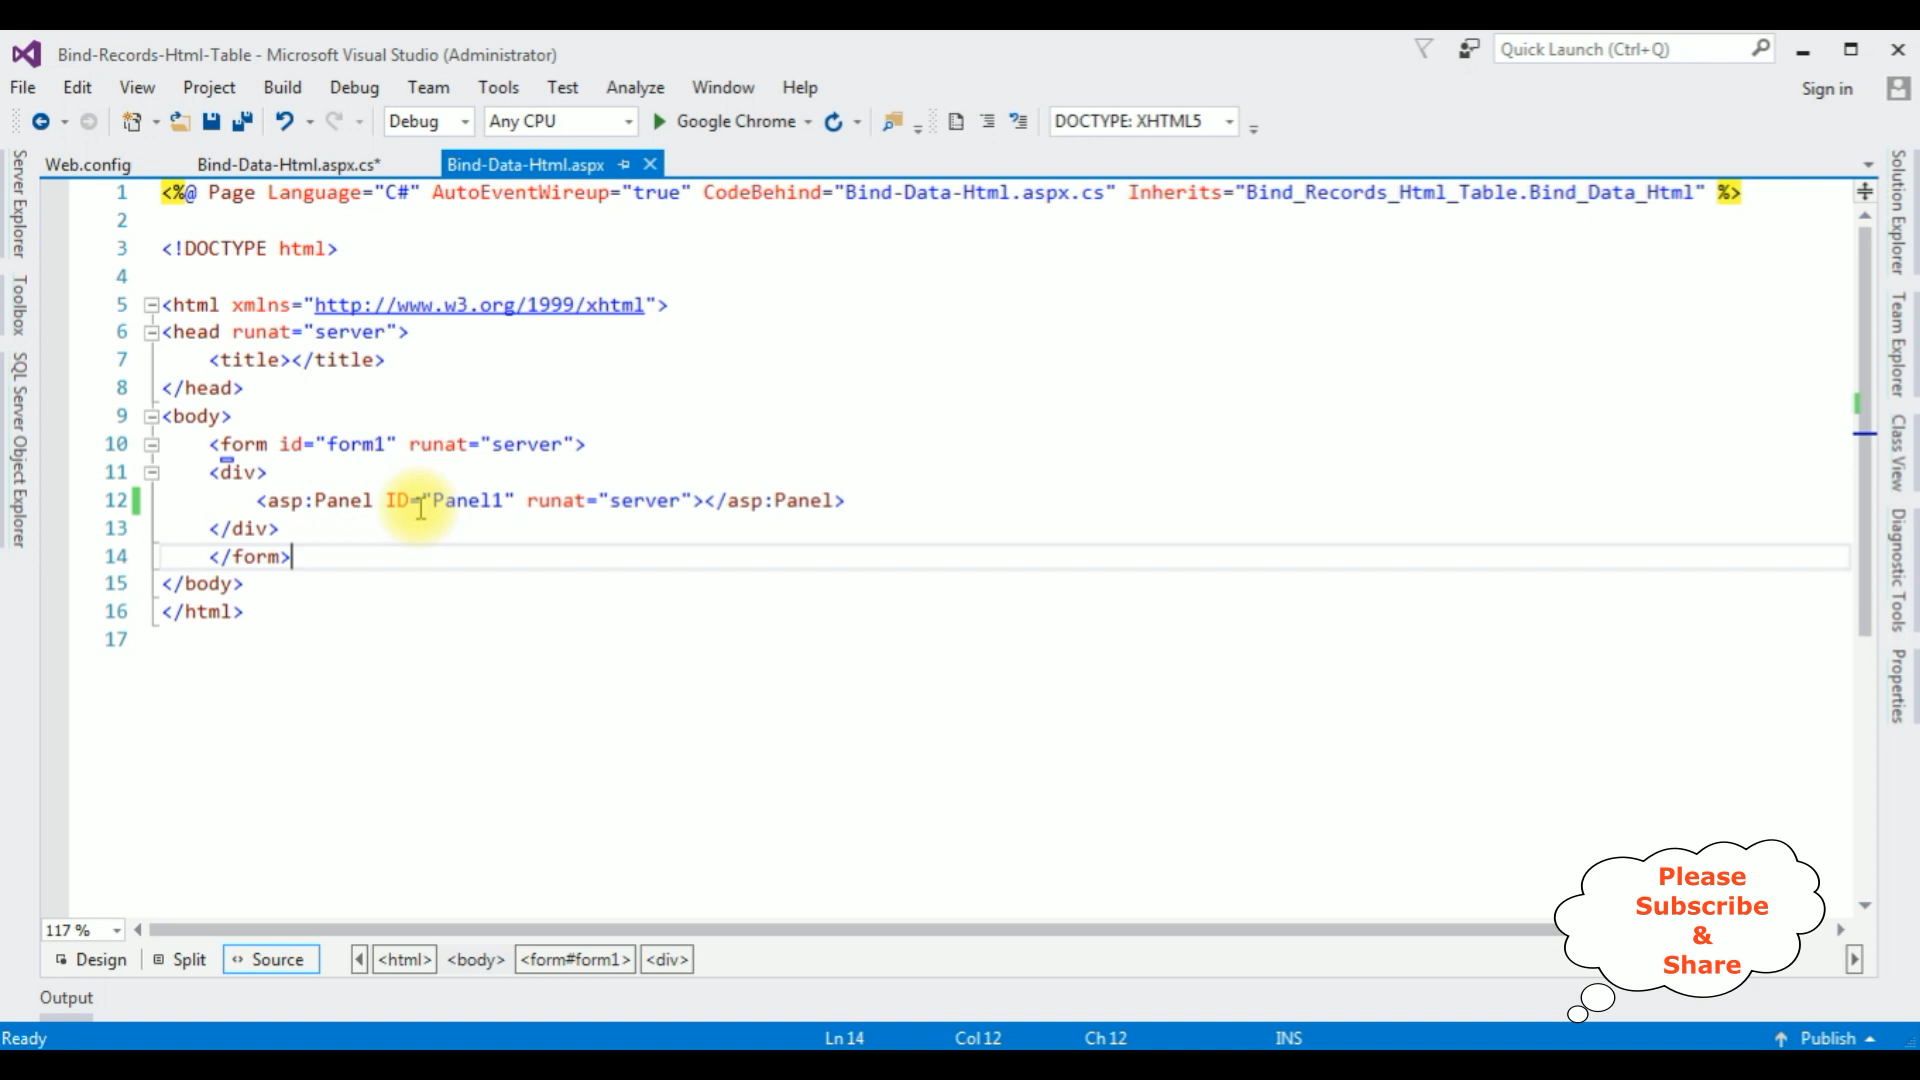 Bind-Records-Html-Table - Microsoft Visual Studio (Administrator)
Quick Launch (Ctrl+Q)
File Edit View Project Build Debug Team Tools Test Analyze Window Help
Sign in
Debug Any CPU Google Chrome DOCTYPE: XHTML5
Web.config Bind-Data-Html.aspx.cs* Bind-Data-Html.aspx
Server Explorer
Toolbox
SQL Server Object Explorer
1 <%@ Page Language="C#" AutoEventWireup="true" CodeBehind="Bind-Data-Html.aspx.cs" Inherits="Bind_Records_Html_Table.Bind_Data_Html" %>
2
3 <!DOCTYPE html>
4
5 <html xmlns="http://www.w3.org/1999/xhtml">
6 <head runat="server">
7 <title></title>
8 </head>
9 <body>
10 <form id="form1" runat="server">
11 <div>
12 <asp:Panel ID="Panel1" runat="server"></asp:Panel>
13 </div>
14 </form>
15 </body>
16 </html>
17
Solution Explorer
Team Explorer
Class View
Diagnostic Tools
Properties
Please
Subscribe
&
Share
117 %
Design Split Source <html> <body> <form#form1> <div>
Output
Ready Ln 14 Col 12 Ch 12 INS Publish